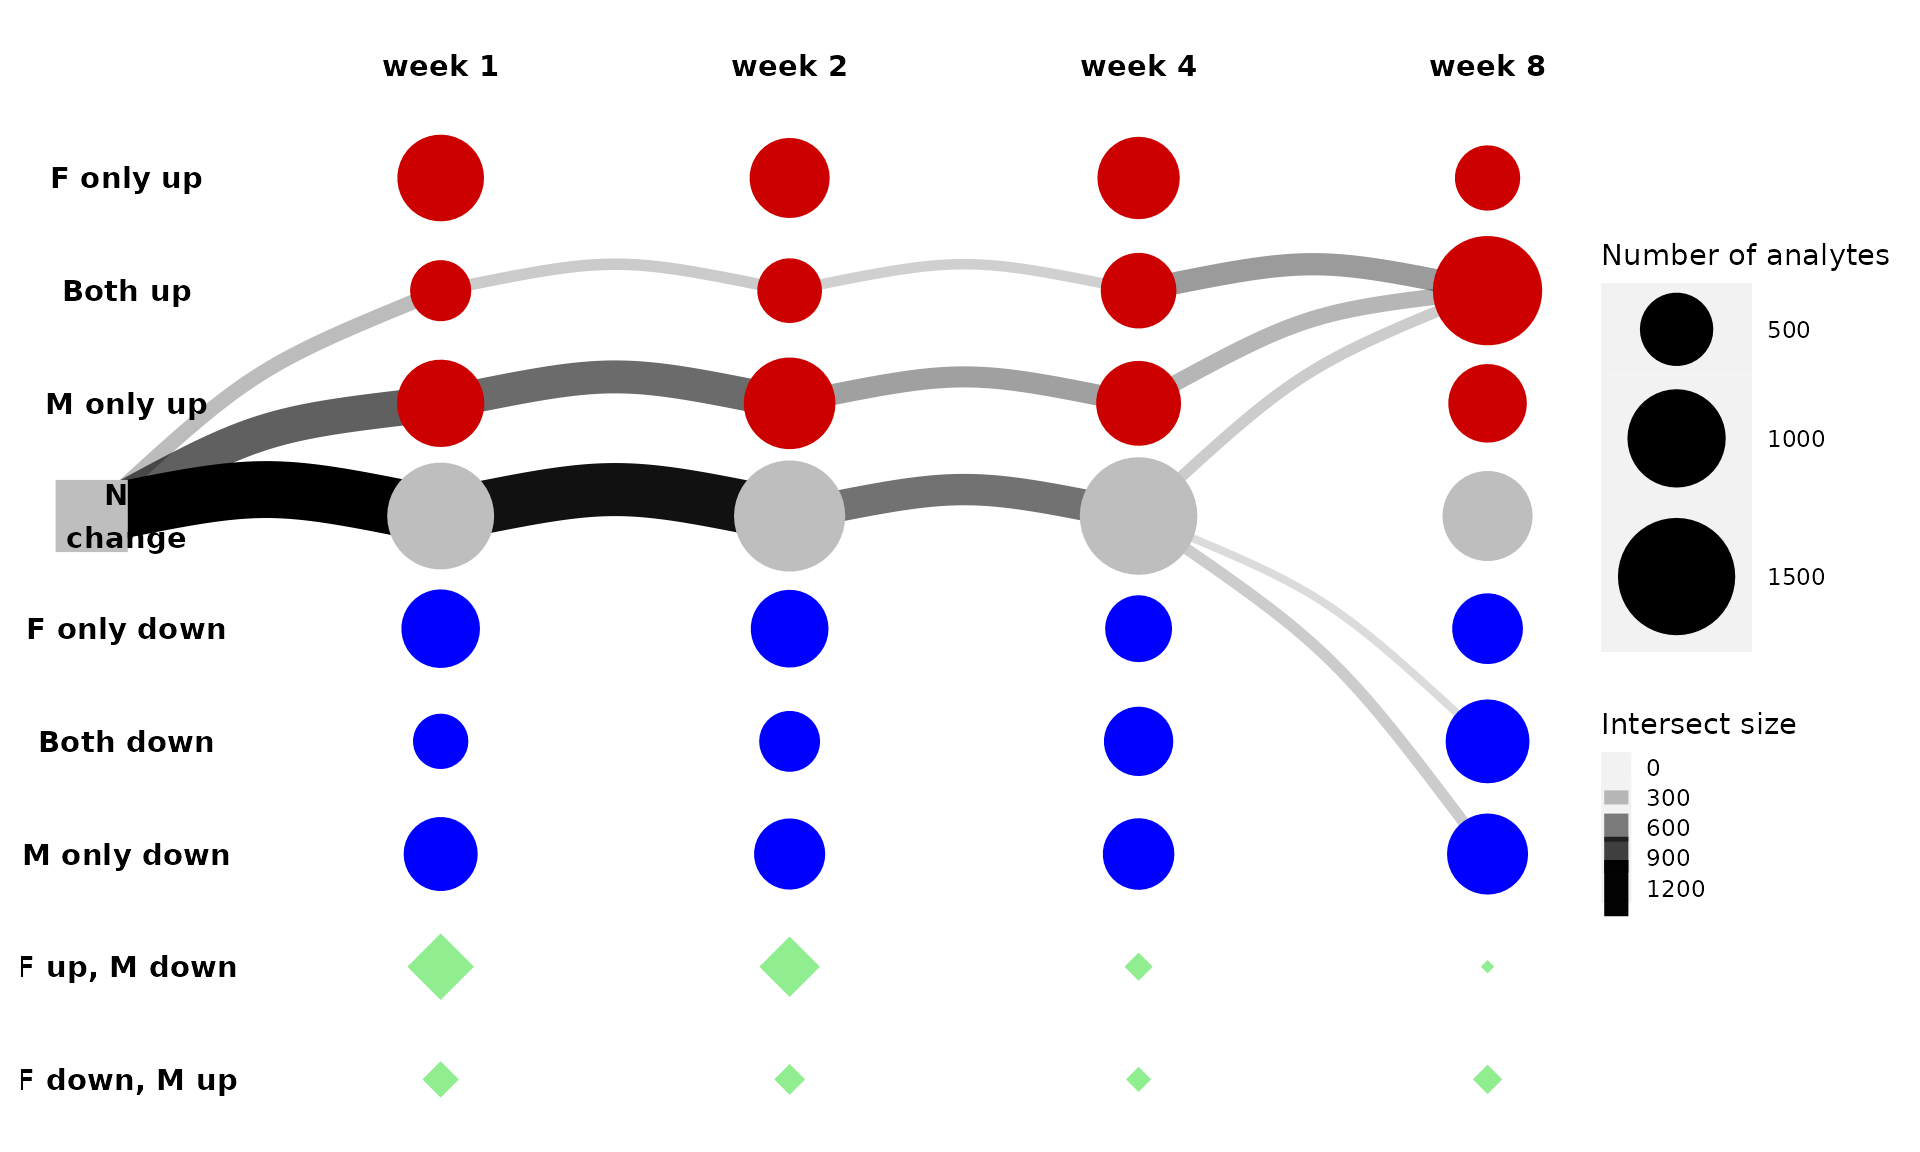 week 1
week 2
week 4
week 8
F only up
Both up
M only up
N
change
F only down
Both down
M only down
F up, M down
F down, M up
Number of analytes
500
1000
1500
Intersect size
0
300
600
900
1200